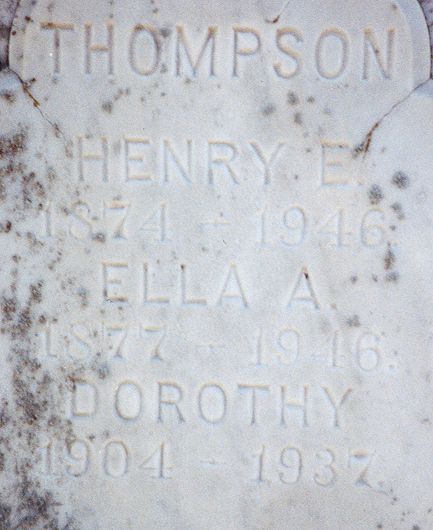 THOMPSON
HENRY E.
1874 - 1946.
ELLA A.
1877 - 1946.
DOROTHY
1904 - 1937.